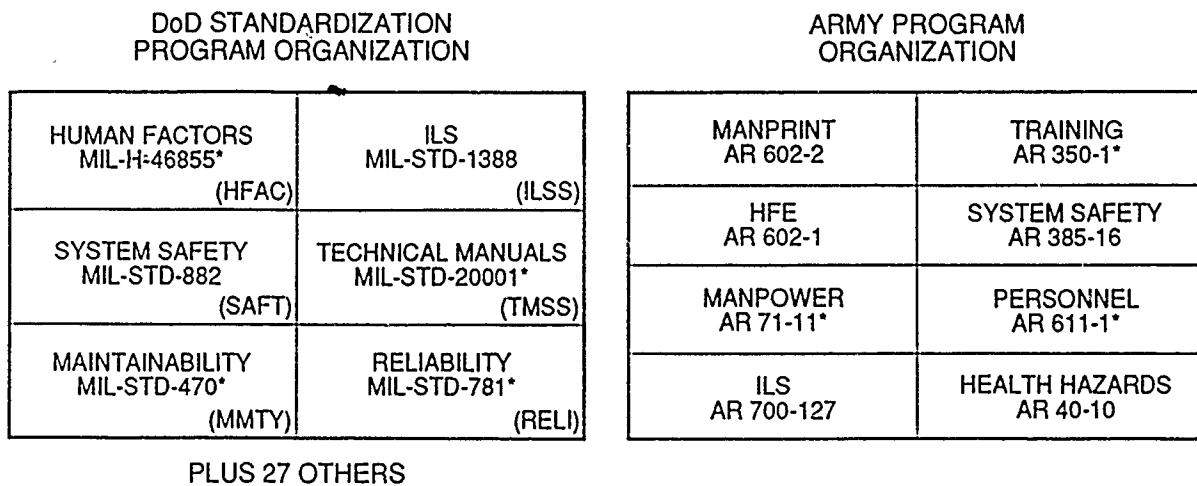 DoD STANDARDIZATION
PROGRAM ORGANIZATION
HUMAN FACTORS
MIL-H-46855*
(HFAC)
ILS
MIL-STD-1388
(ILSS)
SYSTEM SAFETY
MIL-STD-882
(SAFT)
TECHNICAL MANUALS
MIL-STD-20001*
(TMSS)
MAINTAINABILITY
MIL-STD-470*
(MMTY)
RELIABILITY
MIL-STD-781*
(RELI)
PLUS 27 OTHERS
ARMY PROGRAM
ORGANIZATION
MANPRINT
AR 602-2
TRAINING
AR 350-1*
HFE
AR 602-1
SYSTEM SAFETY
AR 385-16
MANPOWER
AR 71-11*
PERSONNEL
AR 611-1*
ILS
AR 700-127
HEALTH HAZARDS
AR 40-10